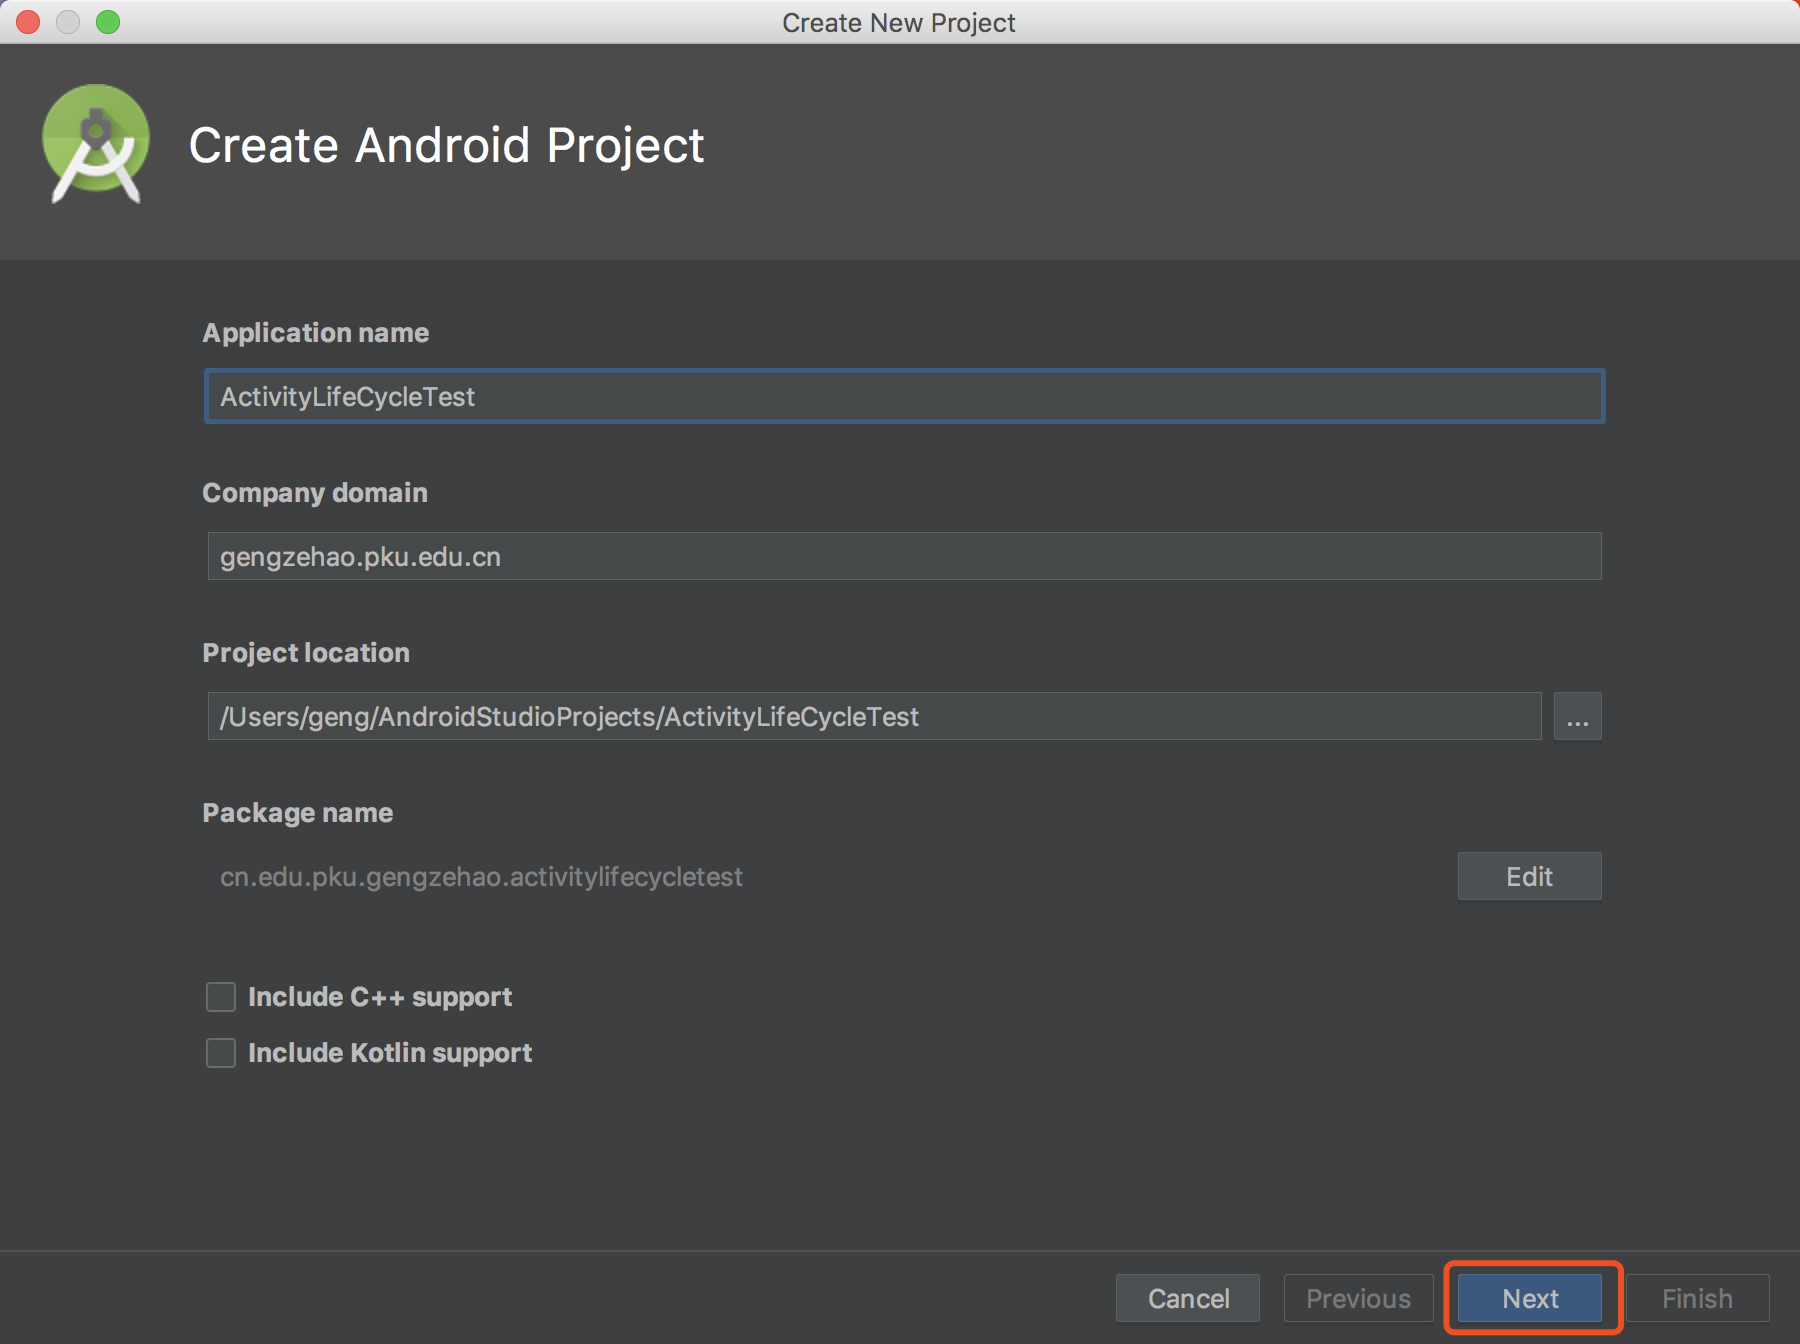 Create New Project
Create Android Project
Application name
ActivityLifeCycleTest
Company domain
gengzehao.pku.edu.cn
Project location
/Users/geng/AndroidStudioProjects/ActivityLifeCycleTest
...
Package name
cn.edu.pku.gengzehao.activitylifecycletest
Edit
Include C++ support
Include Kotlin support
Cancel Previous Next Finish